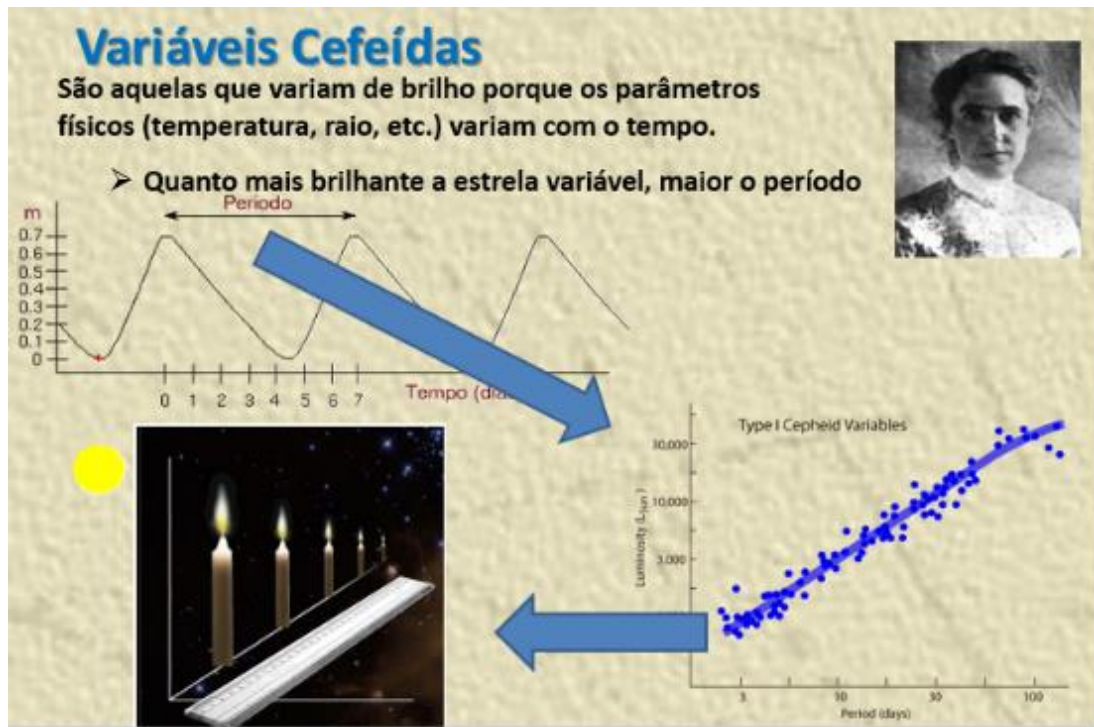 Variáveis Cefeídas
São aquelas que variam de brilho porque os parâmetros
físicos (temperatura, raio, etc.) variam com o tempo.
➢ Quanto mais brilhante a estrela variável, maior o período
Periodo
m
0.7
0.6
0.5
0.4
0.3
0.2
0.1
0
0 1 2 3 4 5 6 7
Tempo (dias
Type I Cepheid Variables
Luminosity (Lsun)
30,000
10,000
3,000
3 10 30 100
Period (days)